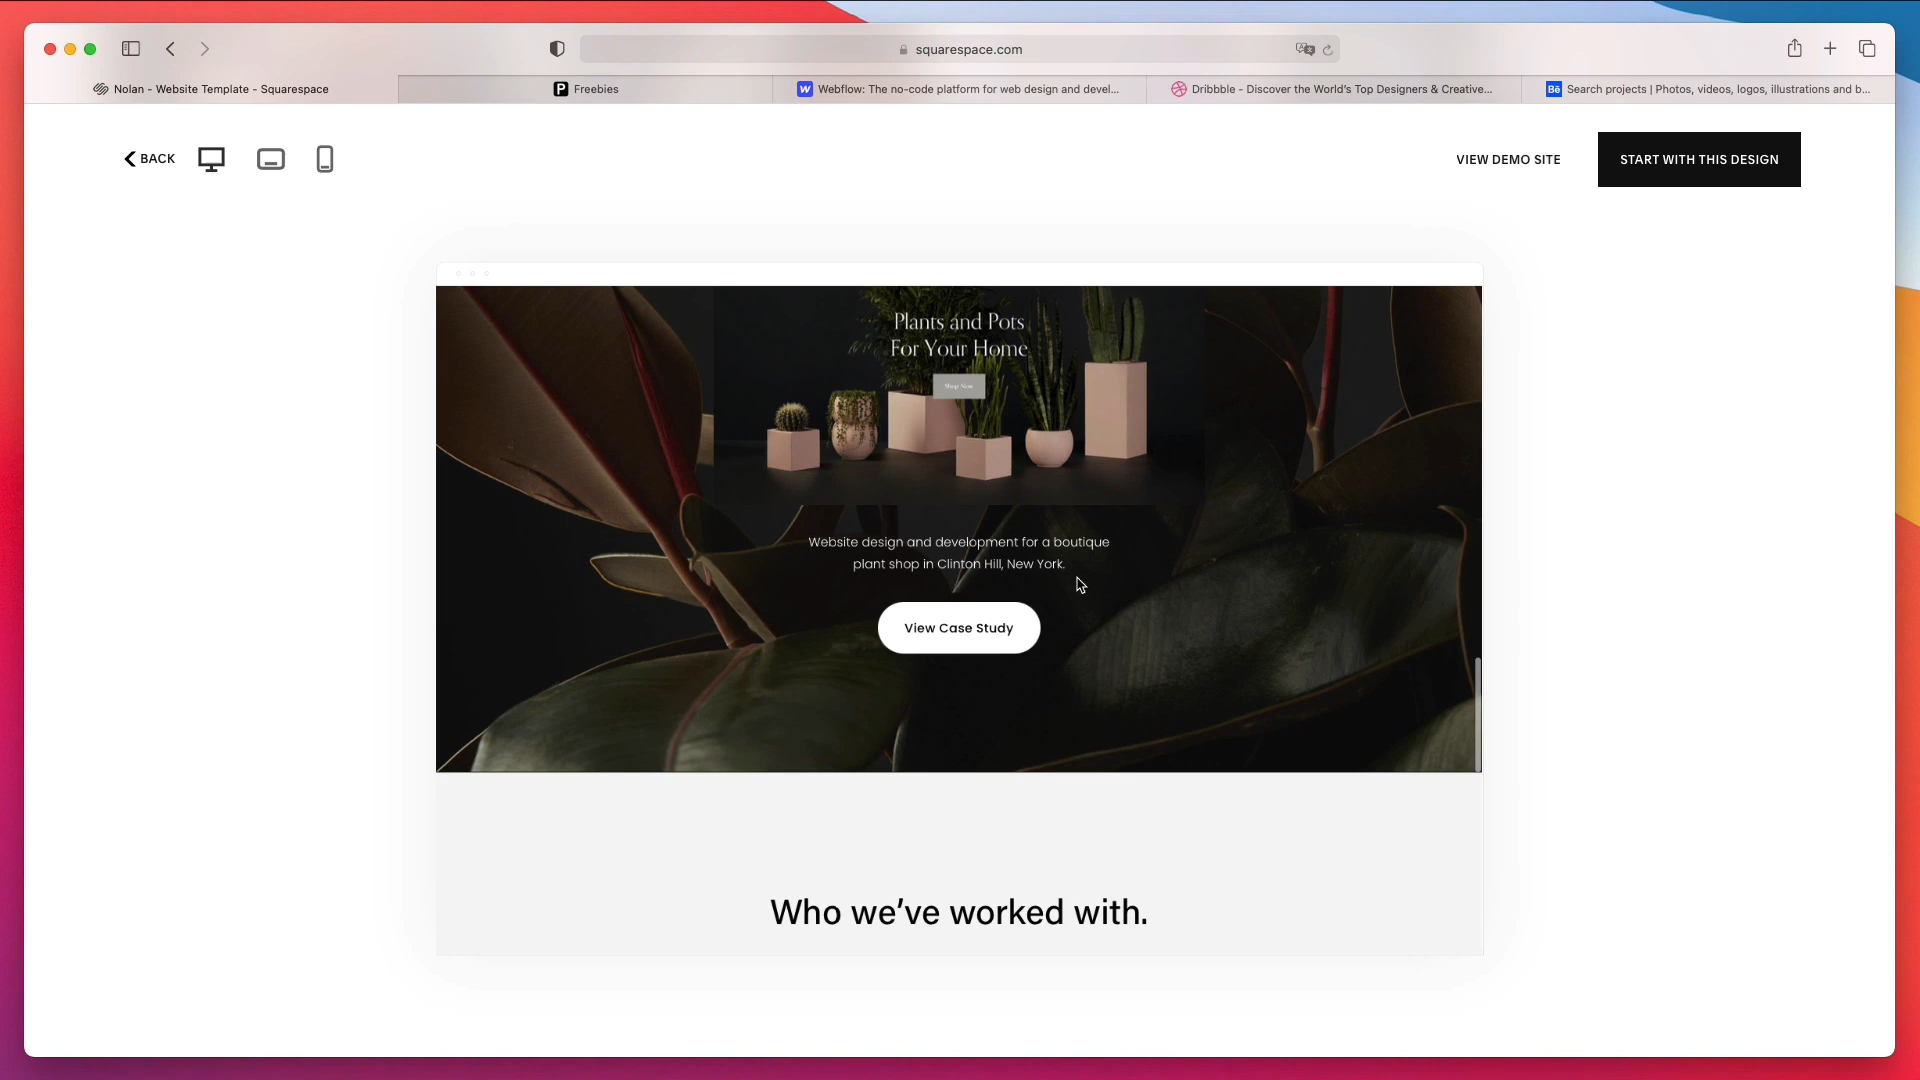 squarespace.com
Nolan - Website Template - Squarespace
Freebies
Webflow: The no-code platform for web design and devel...
Dribbble - Discover the World's Top Designers & Creative...
Bē Search projects | Photos, videos, logos, illustrations and b...
BACK
VIEW DEMO SITE
START WITH THIS DESIGN
Plants and Pots
For Your Home
Shop Now
Website design and development for a boutique
plant shop in Clinton Hill, New York.
View Case Study
Who we've worked with.